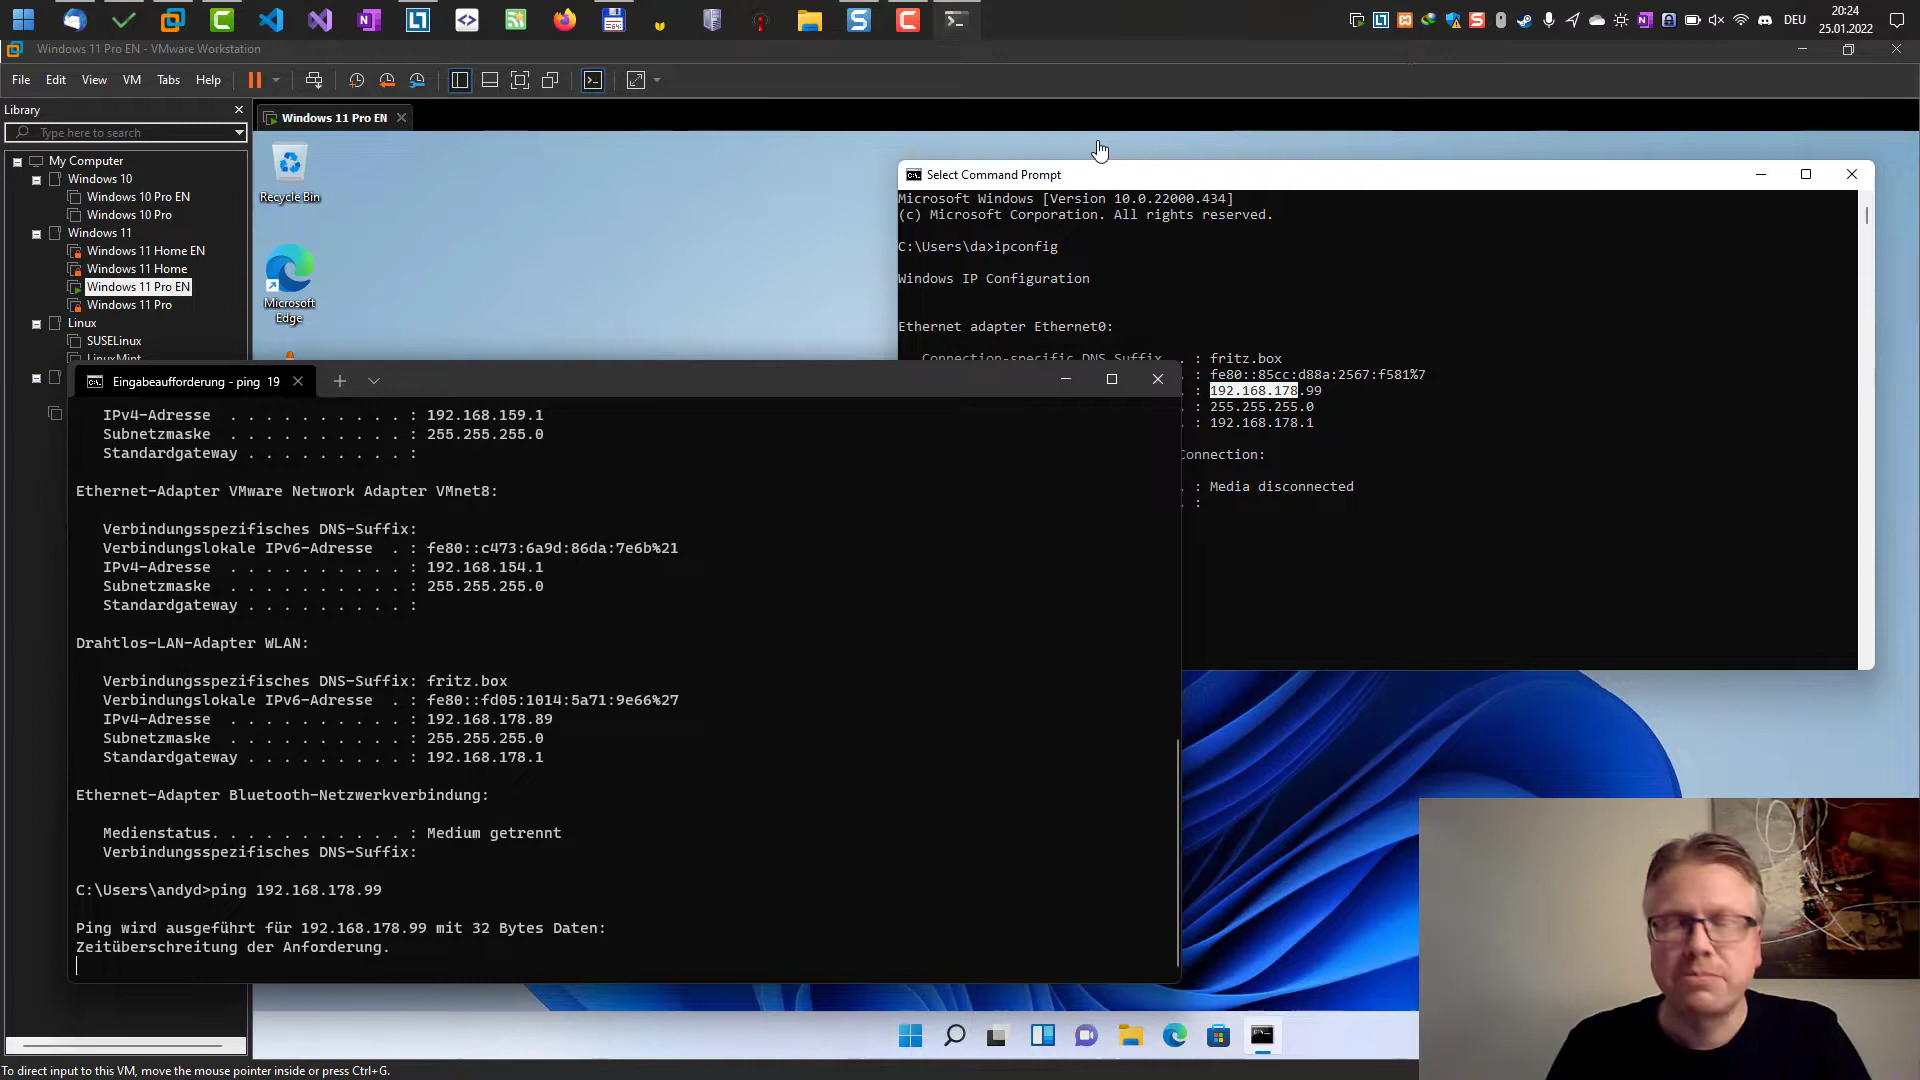 20:24
DEU
25.01.2022
Windows 11 Pro EN - VMware Workstation
File Edit View VM Tabs Help
Library
Type here to search
My Computer
Windows 10
Windows 10 Pro EN
Windows 10 Pro
Windows 11
Windows 11 Home EN
Windows 11 Home
Windows 11 Pro EN
Windows 11 Pro
Linux
SUSELinux
LinuxMint
Windows 11 Pro EN
Recycle Bin
Microsoft
Edge
Select Command Prompt
Microsoft Windows [Version 10.0.22000.434]
(c) Microsoft Corporation. All rights reserved.
C:\Users\da>ipconfig
Windows IP Configuration
Ethernet adapter Ethernet0:
Connection-specific DNS Suffix . : fritz.box
. : fe80::85cc:d88a:2567:f581%7
. : 192.168.178.99
. : 255.255.255.0
. : 192.168.178.1
Connection:
. : Media disconnected
. :
Eingabeaufforderung - ping 19
IPv4-Adresse . . . . . . . . . . : 192.168.159.1
Subnetzmaske . . . . . . . . . . : 255.255.255.0
Standardgateway . . . . . . . . . :
Ethernet-Adapter VMware Network Adapter VMnet8:
Verbindungsspezifisches DNS-Suffix:
Verbindungslokale IPv6-Adresse . : fe80::c473:6a9d:86da:7e6b%21
IPv4-Adresse . . . . . . . . . . : 192.168.154.1
Subnetzmaske . . . . . . . . . . : 255.255.255.0
Standardgateway . . . . . . . . . :
Drahtlos-LAN-Adapter WLAN:
Verbindungsspezifisches DNS-Suffix: fritz.box
Verbindungslokale IPv6-Adresse . : fe80::fd05:1014:5a71:9e66%27
IPv4-Adresse . . . . . . . . . . : 192.168.178.89
Subnetzmaske . . . . . . . . . . : 255.255.255.0
Standardgateway . . . . . . . . . : 192.168.178.1
Ethernet-Adapter Bluetooth-Netzwerkverbindung:
Medienstatus. . . . . . . . . . . : Medium getrennt
Verbindungsspezifisches DNS-Suffix:
C:\Users\andyd>ping 192.168.178.99
Ping wird ausgeführt für 192.168.178.99 mit 32 Bytes Daten:
Zeitüberschreitung der Anforderung.
To direct input to this VM, move the mouse pointer inside or press Ctrl+G.